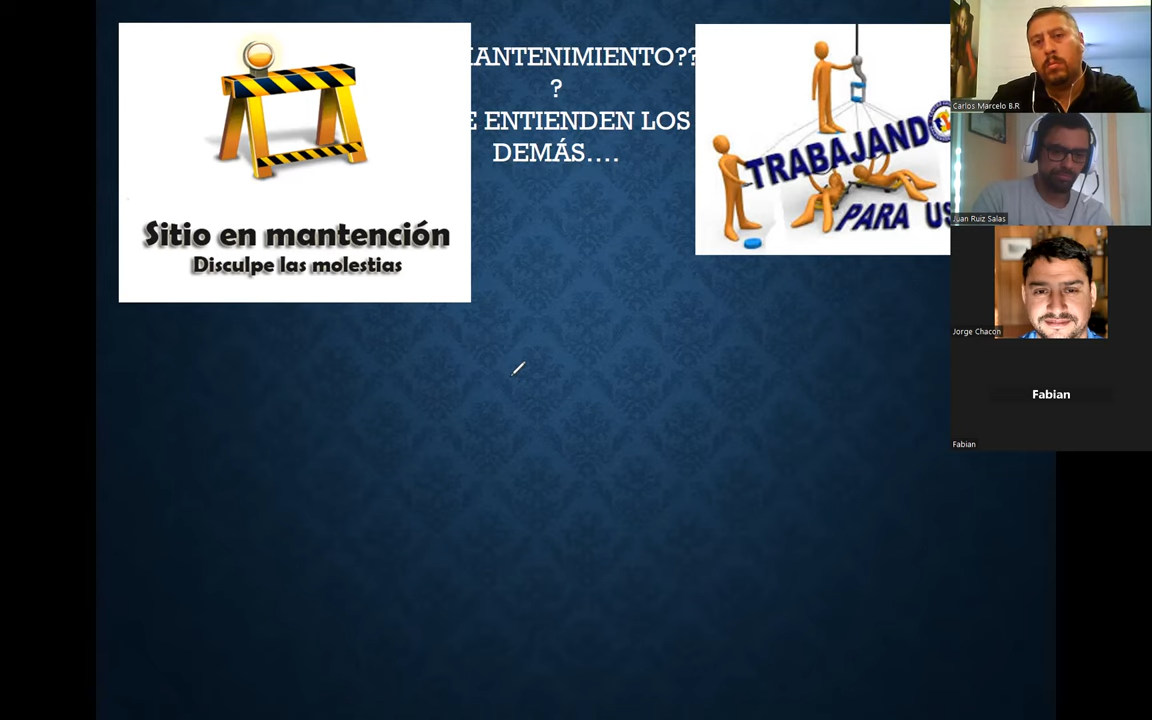 Sitio en mantención
Disculpe las molestias
MANTENIMIENTO??
?
ENTIENDEN LOS
DEMÁS....
TRABAJANDO
PARA US
Carlos Marcelo B.R
Juan Ruiz Salas
Jorge Chacon
Fabian
Fabian